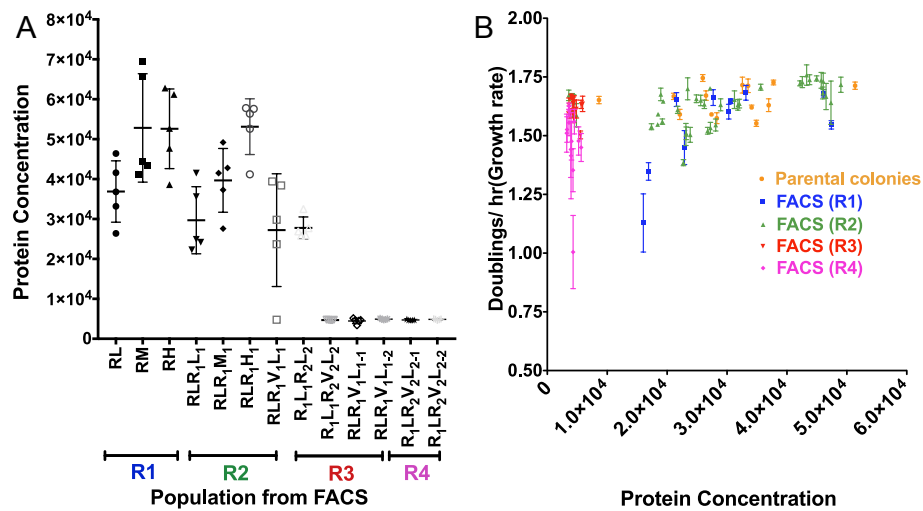 A
Protein Concentration
8×10⁴
7×10⁴
6×10⁴
5×10⁴
4×10⁴
3×10⁴
2×10⁴
1×10⁴
0
RL
RM
RH
RLR₁L₁
RLR₁M₁
RLR₁H₁
RLR₁V₁L₁
R₁L₁R₂L₂
R₁L₁R₂V₂L₂
RLR₁V₁L₁₋₁
RLR₁V₁L₁₋₂
R₁LR₂V₂L₂₋₁
R₁LR₂V₂L₂₋₂
R1
R2
R3
R4
Population from FACS
B
Doublings/ hr(Growth rate)
2.00
1.75
1.50
1.25
1.00
0.75
0.50
0
1.0×10⁴
2.0×10⁴
3.0×10⁴
4.0×10⁴
5.0×10⁴
6.0×10⁴
Parental colonies
FACS (R1)
FACS (R2)
FACS (R3)
FACS (R4)
Protein Concentration